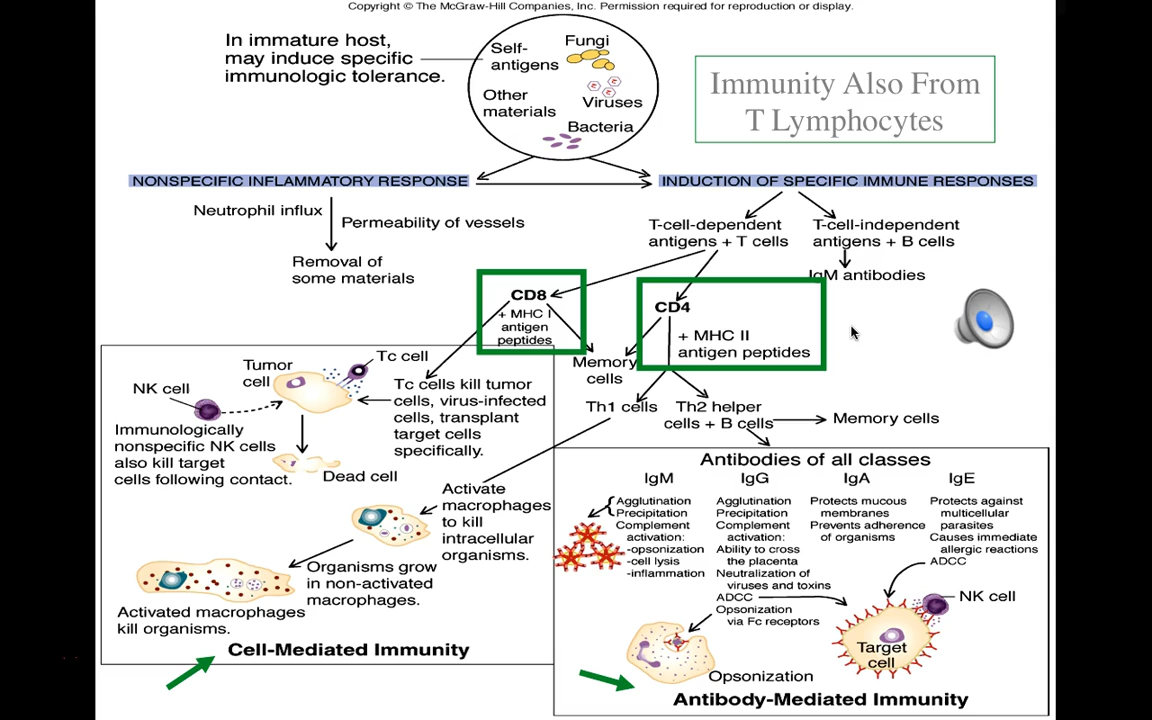 Copyright © The McGraw-Hill Companies, Inc. Permission required for reproduction or display.
In immature host,
may induce specific
immunologic tolerance.
Self-
antigens
Fungi
Other
materials
Viruses
Bacteria
Immunity Also From
T Lymphocytes
NONSPECIFIC INFLAMMATORY RESPONSE
INDUCTION OF SPECIFIC IMMUNE RESPONSES
Neutrophil influx
Permeability of vessels
Removal of
some materials
T-cell-dependent
antigens + T cells
T-cell-independent
antigens + B cells
IgM antibodies
CD8
+ MHC I
antigen
peptides
CD4
+ MHC II
antigen peptides
Memory
cells
Th1 cells
Th2 helper
cells + B cells
Memory cells
Tc cell
Tumor
cell
NK cell
Tc cells kill tumor
cells, virus-infected
cells, transplant
target cells
specifically.
Immunologically
nonspecific NK cells
also kill target
cells following contact.
Dead cell
Activate
macrophages
to kill
intracellular
organisms.
Organisms grow
in non-activated
macrophages.
Activated macrophages
kill organisms.
Cell-Mediated Immunity
Antibodies of all classes
IgM
Agglutination
Precipitation
Complement
activation:
-opsonization
-cell lysis
-inflammation
IgG
Agglutination
Precipitation
Complement
activation:
Ability to cross
the placenta
Neutralization of
viruses and toxins
ADCC
Opsonization
via Fc receptors
IgA
Protects mucous
membranes
Prevents adherence
of organisms
IgE
Protects against
multicellular
parasites
Causes immediate
allergic reactions
ADCC
NK cell
Target
cell
Opsonization
Antibody-Mediated Immunity